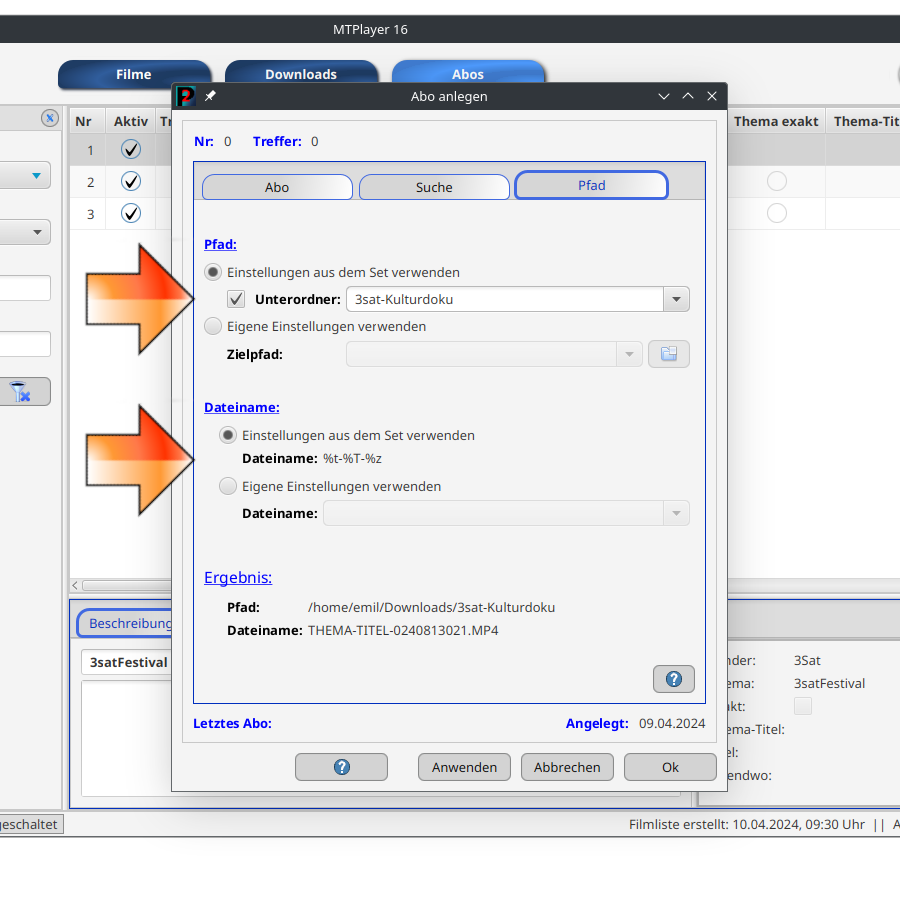 MTPlayer 16
Filme
Downloads
Abos
Abo anlegen
Nr
Aktiv
Thema exakt
Thema-Tit
1
2
3
Nr: 0 Treffer: 0
Abo
Suche
Pfad
Pfad:
Einstellungen aus dem Set verwenden
Unterordner: 3sat-Kulturdoku
Eigene Einstellungen verwenden
Zielpfad:
Dateiname:
Einstellungen aus dem Set verwenden
Dateiname: %t-%T-%z
Eigene Einstellungen verwenden
Dateiname:
Ergebnis:
Pfad: /home/emil/Downloads/3sat-Kulturdoku
Dateiname: THEMA-TITEL-0240813021.MP4
Letztes Abo:
Angelegt: 09.04.2024
Anwenden
Abbrechen
Ok
Beschreibung
3satFestival
nder: 3Sat
ema: 3satFestival
akt:
ema-Titel:
el:
endwo:
geschaltet
Filmliste erstellt: 10.04.2024, 09:30 Uhr || A